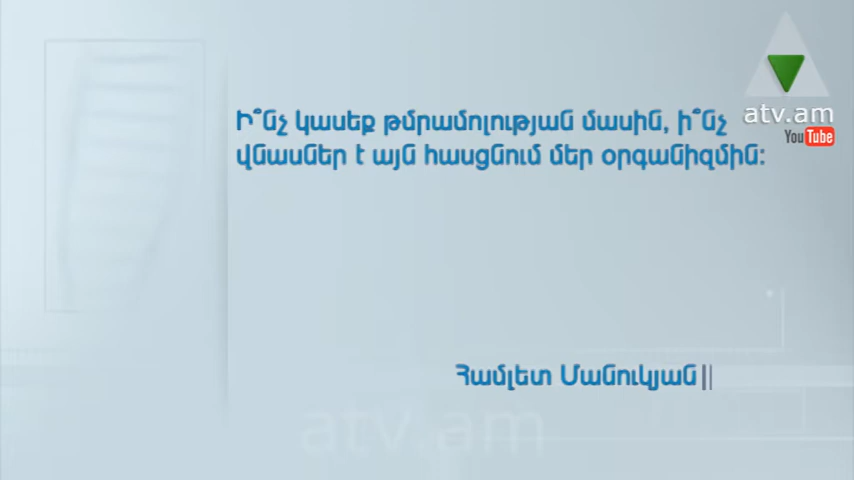 atv.am
YouTube
Ի՞նչ կասեք թմրամոլության մասին, ի՞նչ
վնասներ է այն հասցնում մեր օրգանիզմին:
Համլետ Մանուկյան
atv.am